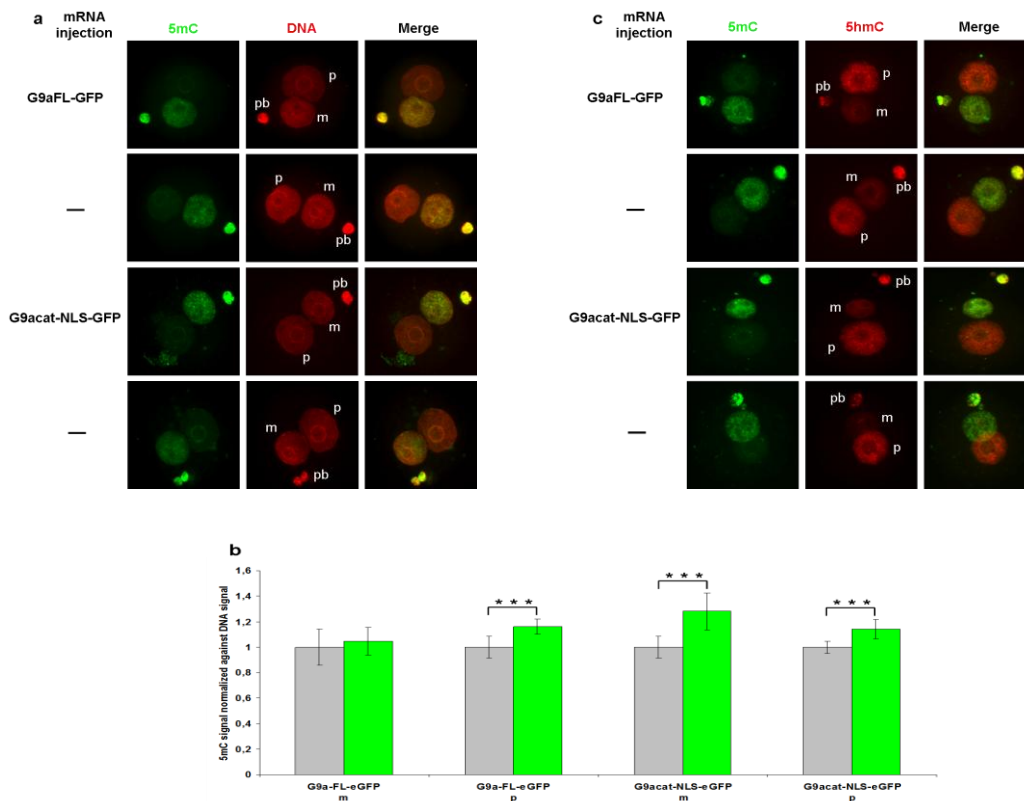 a
mRNA
injection
5mC DNA Merge
G9aFL-GFP
p
pb
m
—
p
m
pb
G9acat-NLS-GFP
pb
m
p
—
p
m
pb
c
mRNA
injection
5mC 5hmC Merge
G9aFL-GFP
p
pb
m
—
m
pb
p
G9acat-NLS-GFP
pb
m
p
—
pb
m
p
b
5mC signal normalized against DNA signal
1,6
1,4
1,2
1
0,8
0,6
0,4
0,2
0
* * *
* * *
* * *
G9a-FL-eGFP G9a-FL-eGFP G9acat-NLS-eGFP G9acat-NLS-eGFP
m p m p